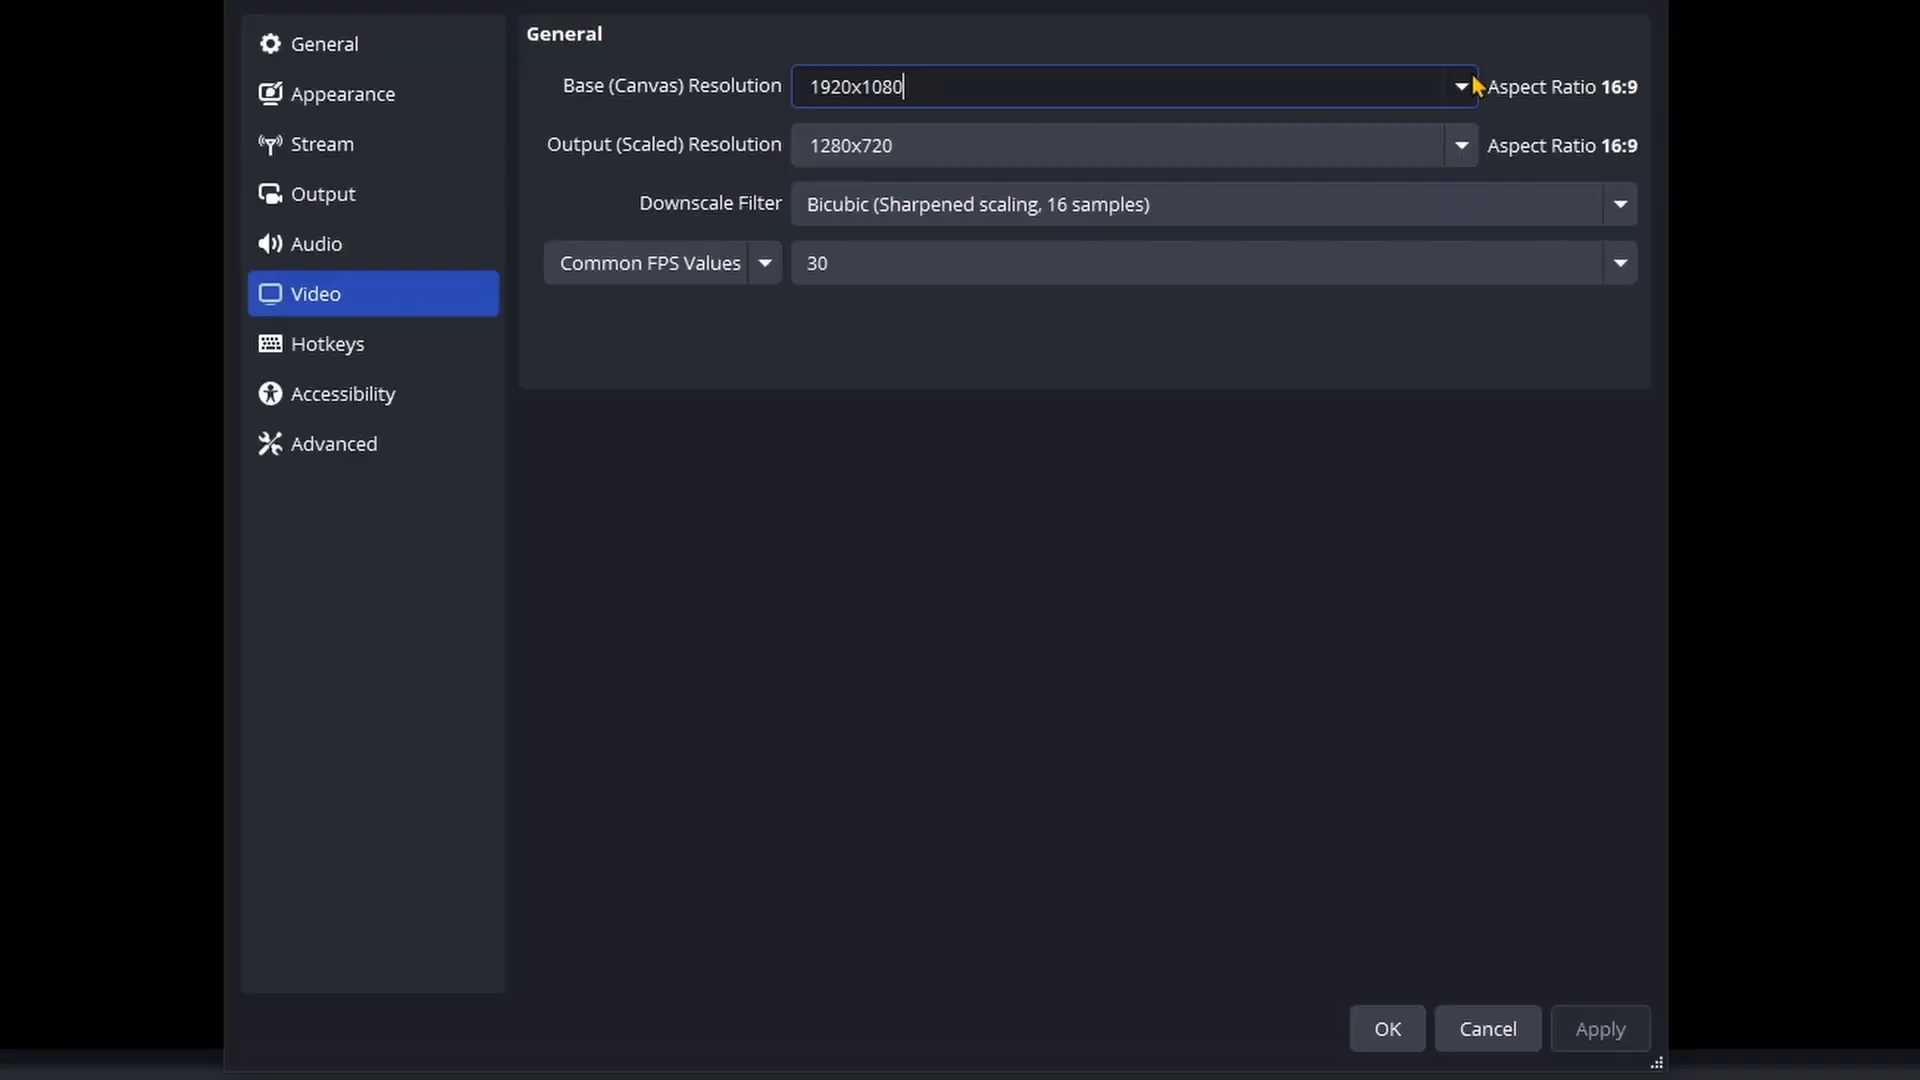 General
Appearance
Stream
Output
Audio
Video
Hotkeys
Accessibility
Advanced
General
Base (Canvas) Resolution 1920x1080 Aspect Ratio 16:9
Output (Scaled) Resolution 1280x720 Aspect Ratio 16:9
Downscale Filter Bicubic (Sharpened scaling, 16 samples)
Common FPS Values 30
OK Cancel Apply